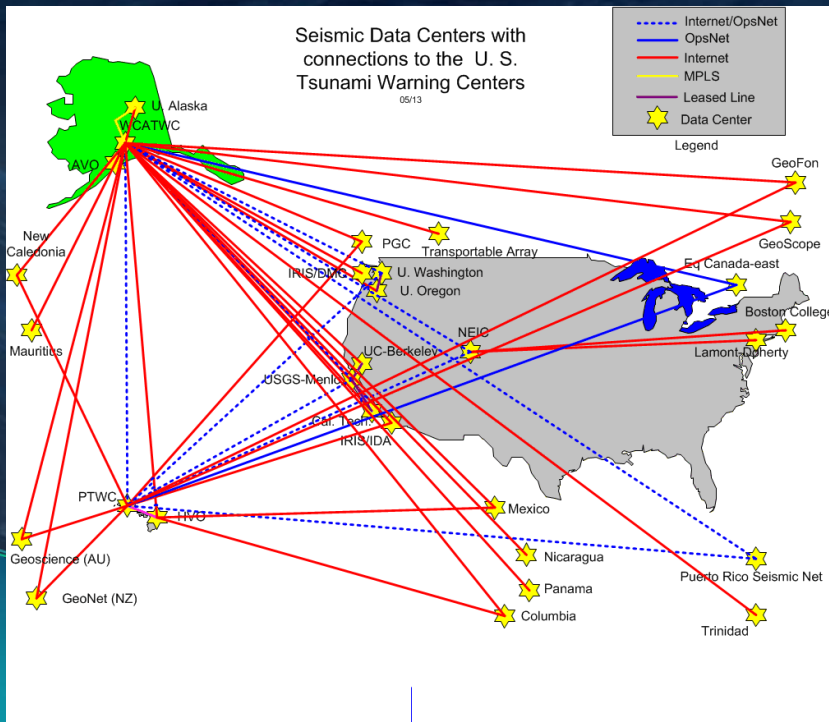 Seismic Data Centers with
connections to the U. S.
Tsunami Warning Centers
05/13
Internet/OpsNet
OpsNet
Internet
MPLS
Leased Line
Data Center
Legend
U. Alaska
WCATWC
AVO
GeoFon
New
Caledonia
GeoScope
PGC
Transportable Array
Eq Canada-east
IRIS/DMC
U. Washington
U. Oregon
Boston College
NEIC
Mauritius
UC-Berkeley
Lamont-Doherty
USGS-Menlo
Cal. Tech.
IRIS/IDA
PTWC
HVO
Mexico
Geoscience (AU)
Nicaragua
Puerto Rico Seismic Net
Panama
GeoNet (NZ)
Columbia
Trinidad